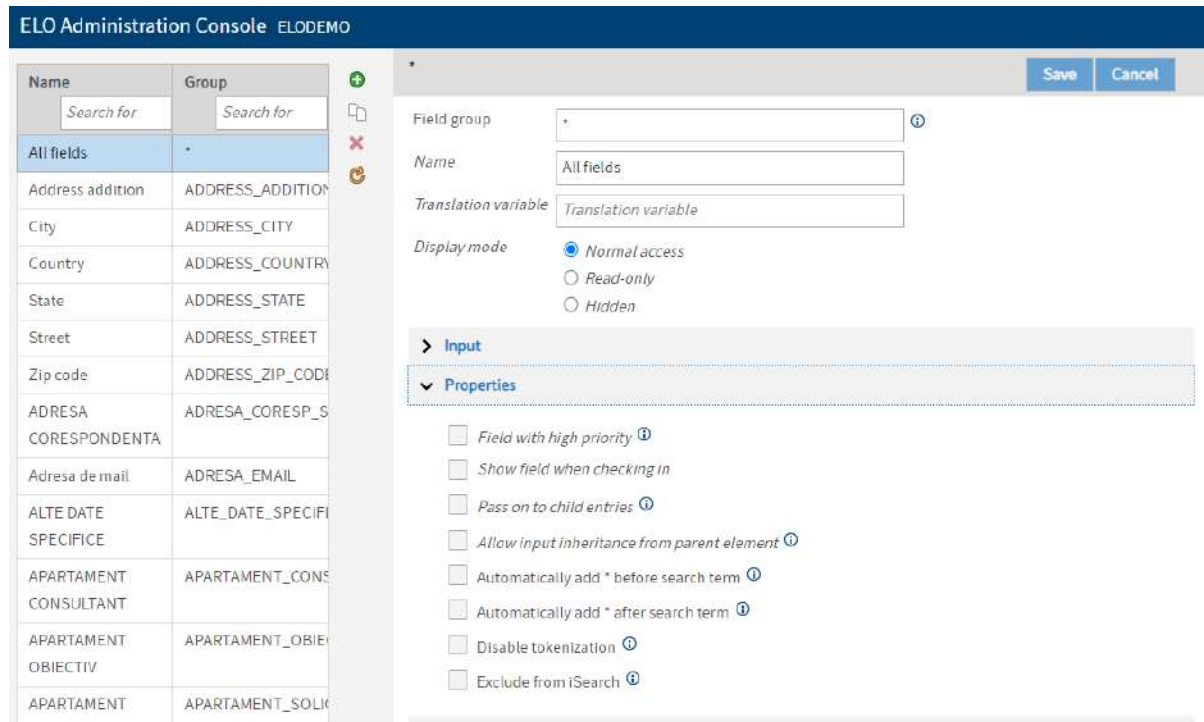 ELO Administration Console ELODEMO
Name Group
Search for Search for
All fields *
Address addition ADDRESS_ADDITION
City ADDRESS_CITY
Country ADDRESS_COUNTRY
State ADDRESS_STATE
Street ADDRESS_STREET
Zip code ADDRESS_ZIP_CODE
ADRESA ADRESA_CORESP_S
CORESPONDENTA
Adresa de mail ADRESA_EMAIL
ALTE DATE ALTE_DATE_SPECIFI
SPECIFICE
APARTAMENT APARTAMENT_CONS
CONSULTANT
APARTAMENT APARTAMENT_OBIE
OBIECTIV
APARTAMENT APARTAMENT_SOLI
*
Save Cancel
Field group *
Name All fields
Translation variable Translation variable
Display mode Normal access
Read-only
Hidden
Input
Properties
Field with high priority
Show field when checking in
Pass on to child entries
Allow input inheritance from parent element
Automatically add * before search term
Automatically add * after search term
Disable tokenization
Exclude from iSearch